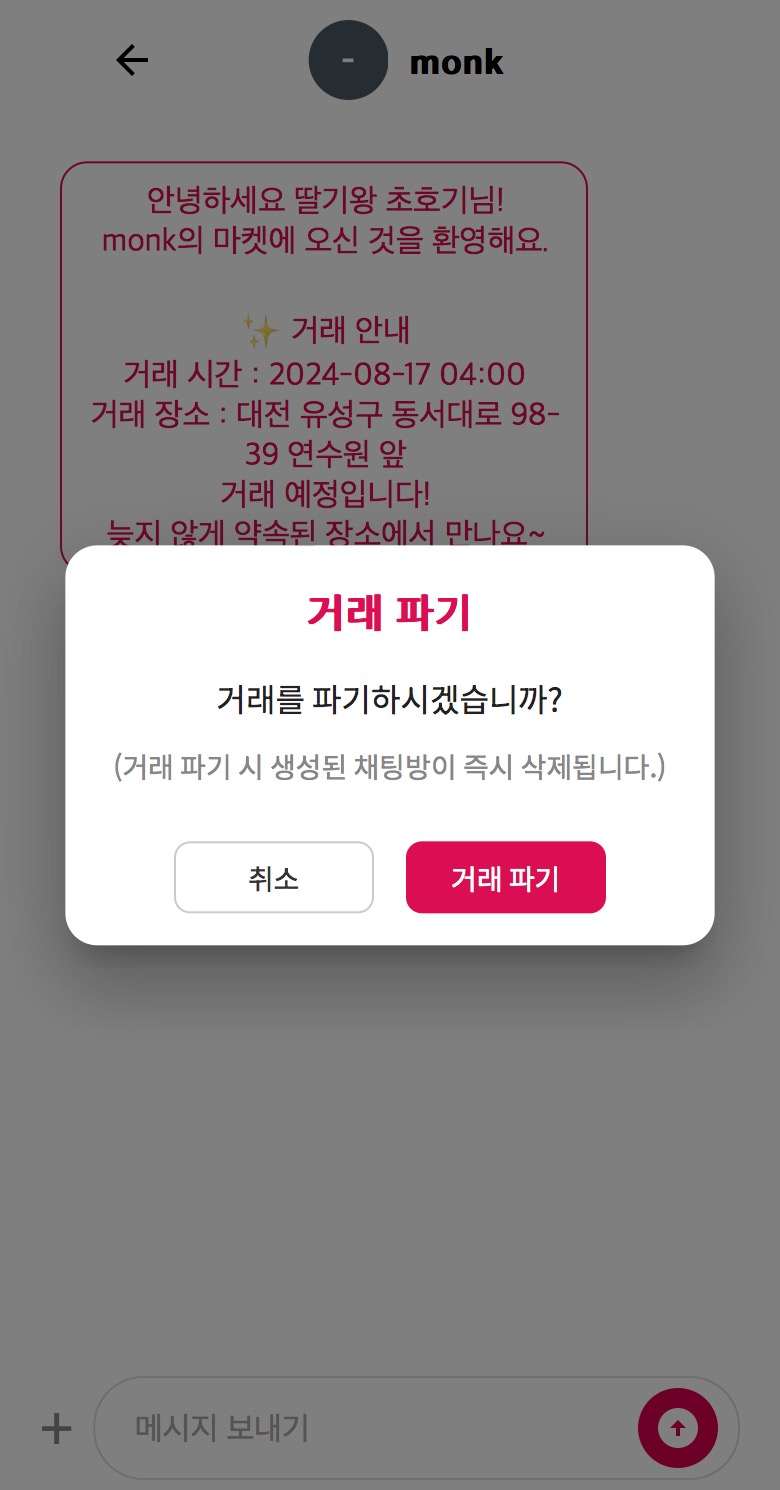 monk
안녕하세요 딸기왕 초호기님!
monk의 마켓에 오신 것을 환영해요.
✨ 거래 안내
거래 시간 : 2024-08-17 04:00
거래 장소 : 대전 유성구 동서대로 98-
39 연수원 앞
거래 예정입니다!
늦지 않게 약속된 장소에서 만나요~
거래 파기
거래를 파기하시겠습니까?
(거래 파기 시 생성된 채팅방이 즉시 삭제됩니다.)
취소
거래 파기
메시지 보내기